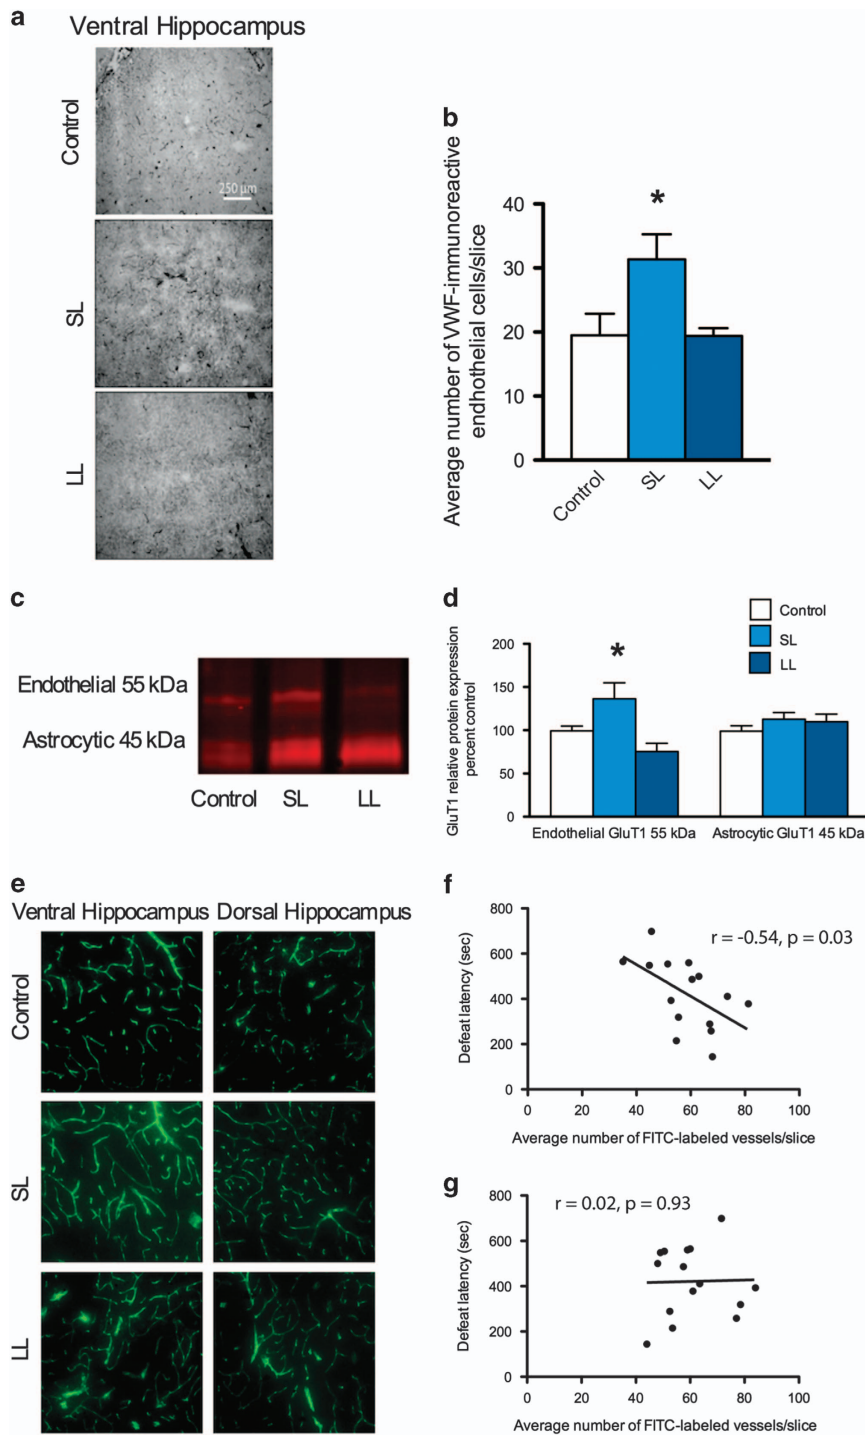 a
Ventral Hippocampus
Control
250 µm
SL
LL
b
Average number of VWF-immunoreactive
endhothelial cells/slice
40
30
20
10
0
*
Control
SL
LL
c
Endothelial 55 kDa
Astrocytic 45 kDa
Control SL LL
d
Control
SL
LL
GluT1 relative protein expression
percent control
200
150
100
50
0
*
Endothelial GluT1 55 kDa Astrocytic GluT1 45 kDa
e
Ventral Hippocampus Dorsal Hippocampus
Control
SL
LL
f
Defeat latency (sec)
800
600
400
200
0
r = -0.54, p = 0.03
0 20 40 60 80 100
Average number of FITC-labeled vessels/slice
g
Defeat latency (sec)
800
600
400
200
0
r = 0.02, p = 0.93
0 20 40 60 80 100
Average number of FITC-labeled vessels/slice